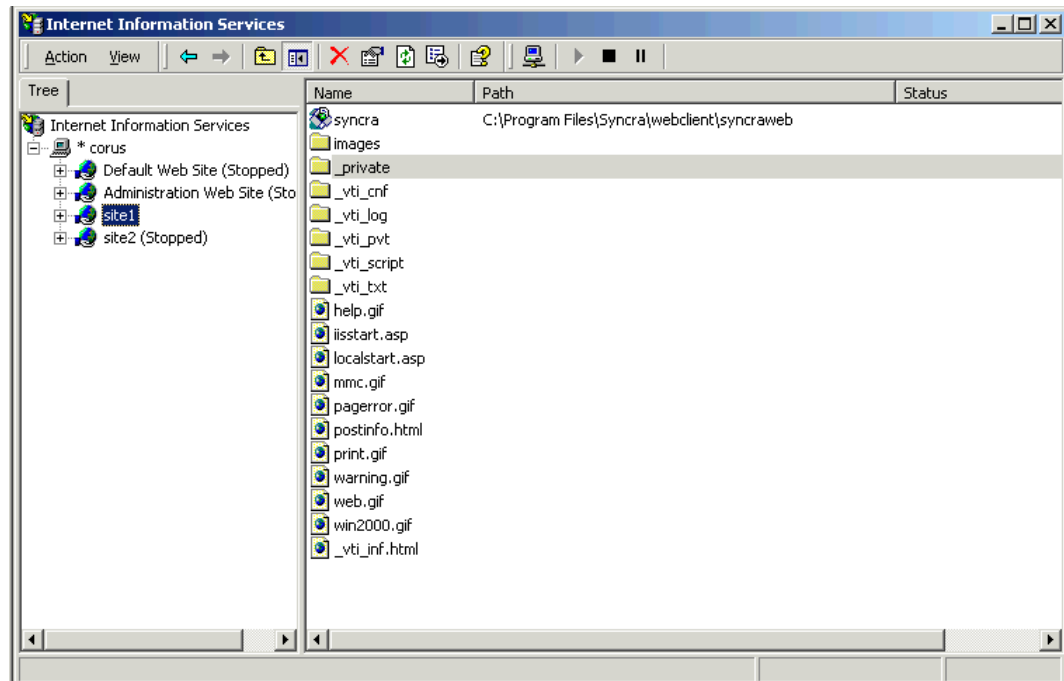 Internet Information Services
Action View
Tree
Name Path Status
Internet Information Services
* corus
Default Web Site (Stopped)
Administration Web Site (Sto
site1
site2 (Stopped)
syncra C:\Program Files\Syncra\webclient\syncraweb
images
_private
_vti_cnf
_vti_log
_vti_pvt
_vti_script
_vti_txt
help.gif
iisstart.asp
localstart.asp
mmc.gif
pagerror.gif
postinfo.html
print.gif
warning.gif
web.gif
win2000.gif
_vti_inf.html